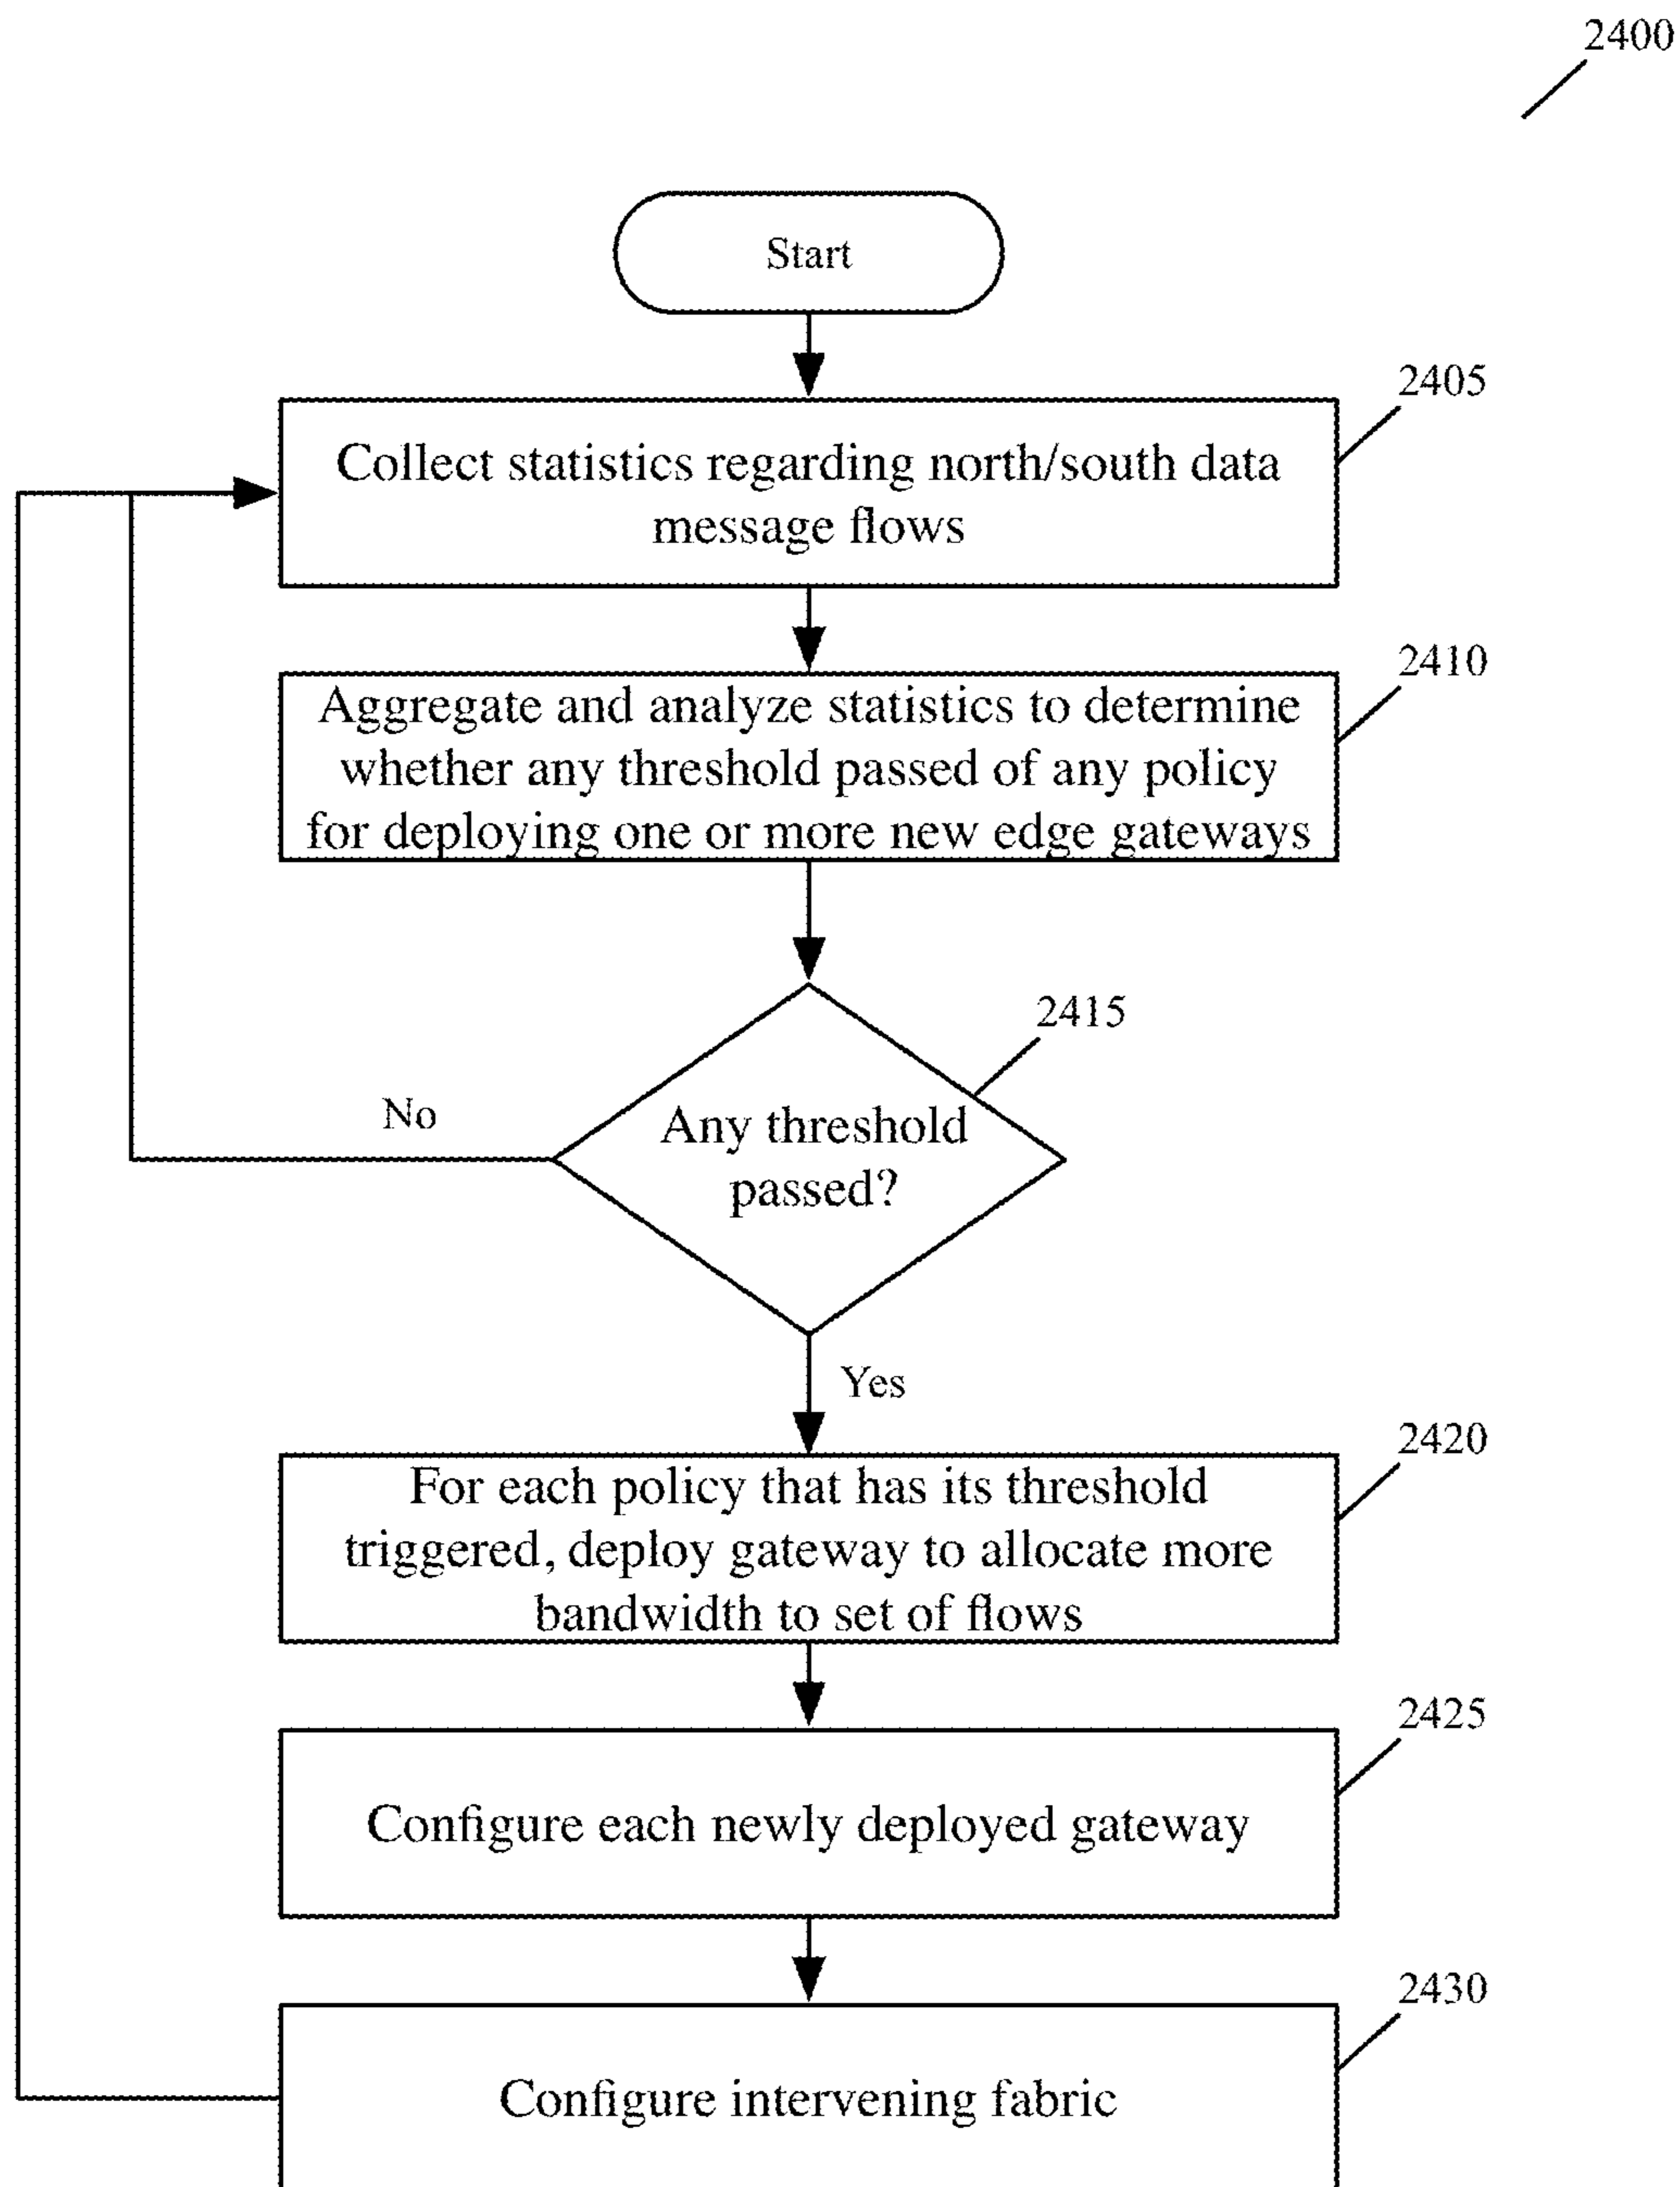 2400
Start
2405
Collect statistics regarding north/south data
message flows
2410
Aggregate and analyze statistics to determine
whether any threshold passed of any policy
for deploying one or more new edge gateways
2415
No
Any threshold
passed?
Yes
2420
For each policy that has its threshold
triggered, deploy gateway to allocate more
bandwidth to set of flows
2425
Configure each newly deployed gateway
2430
Configure intervening fabric